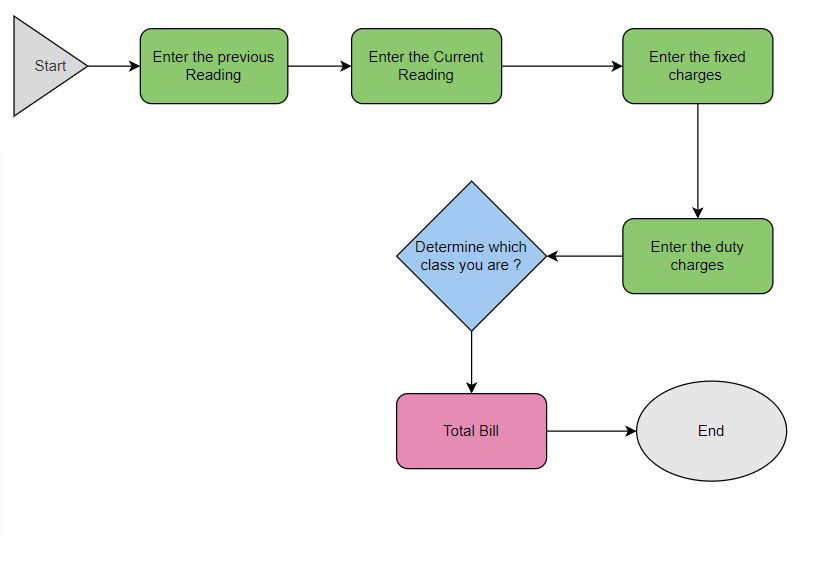 Start
Enter the previous
Reading
Enter the Current
Reading
Enter the fixed
charges
Determine which
class you are ?
Enter the duty
charges
Total Bill
End